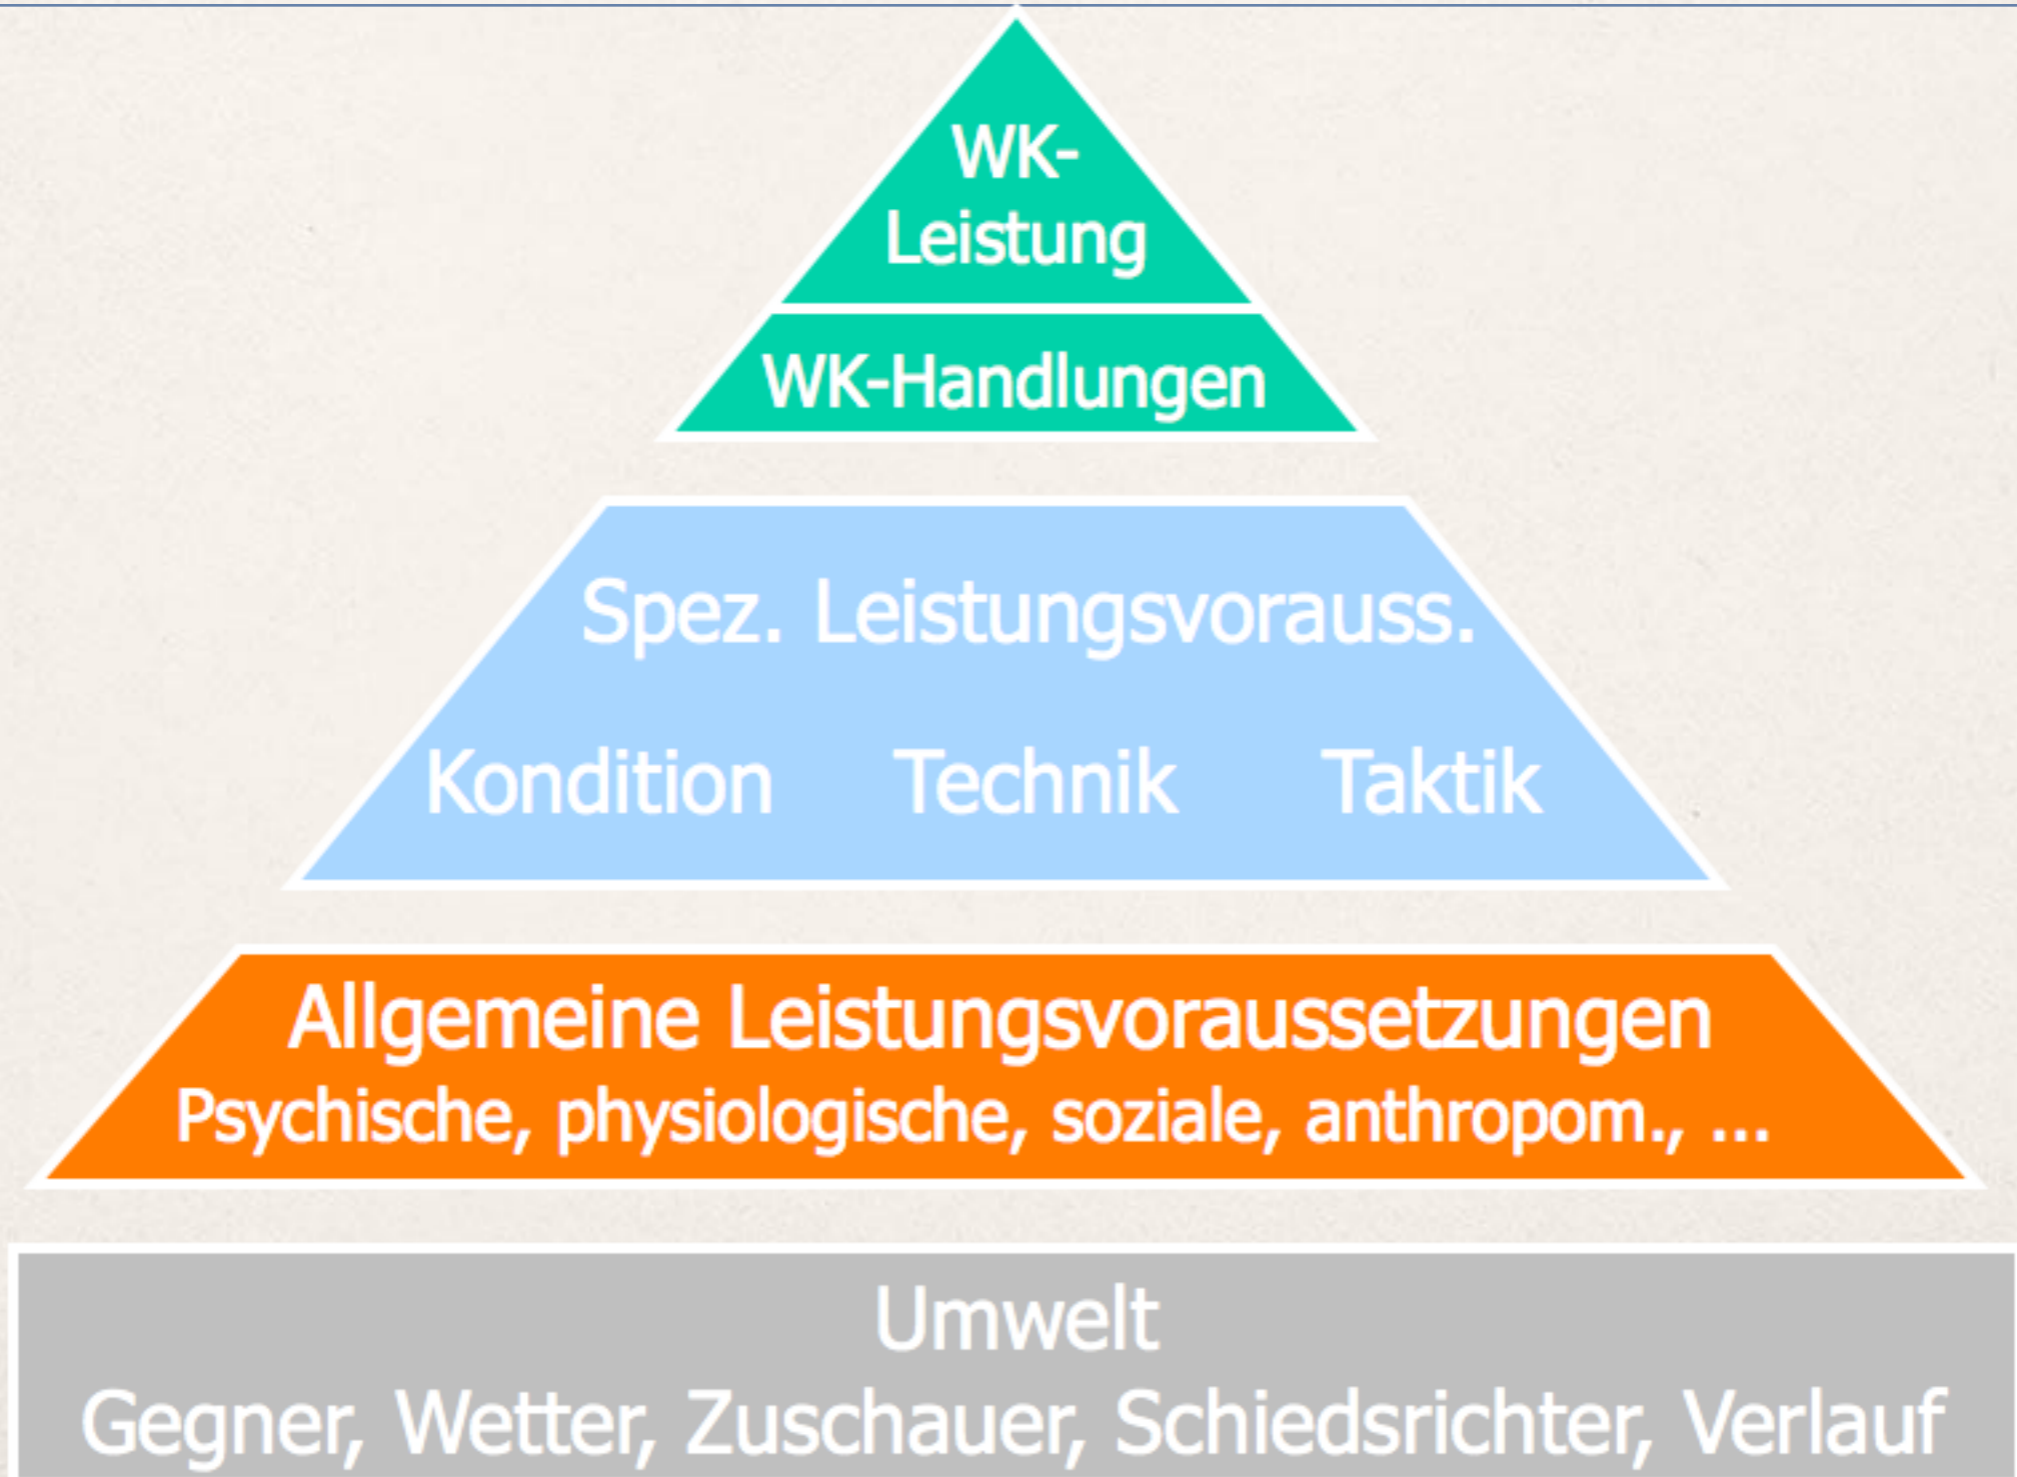 WK-
Leistung
WK-Handlungen
Spez. Leistungsvorauss.
Kondition Technik Taktik
Allgemeine Leistungsvoraussetzungen
Psychische, physiologische, soziale, anthropom., ...
Umwelt
Gegner, Wetter, Zuschauer, Schiedsrichter, Verlauf